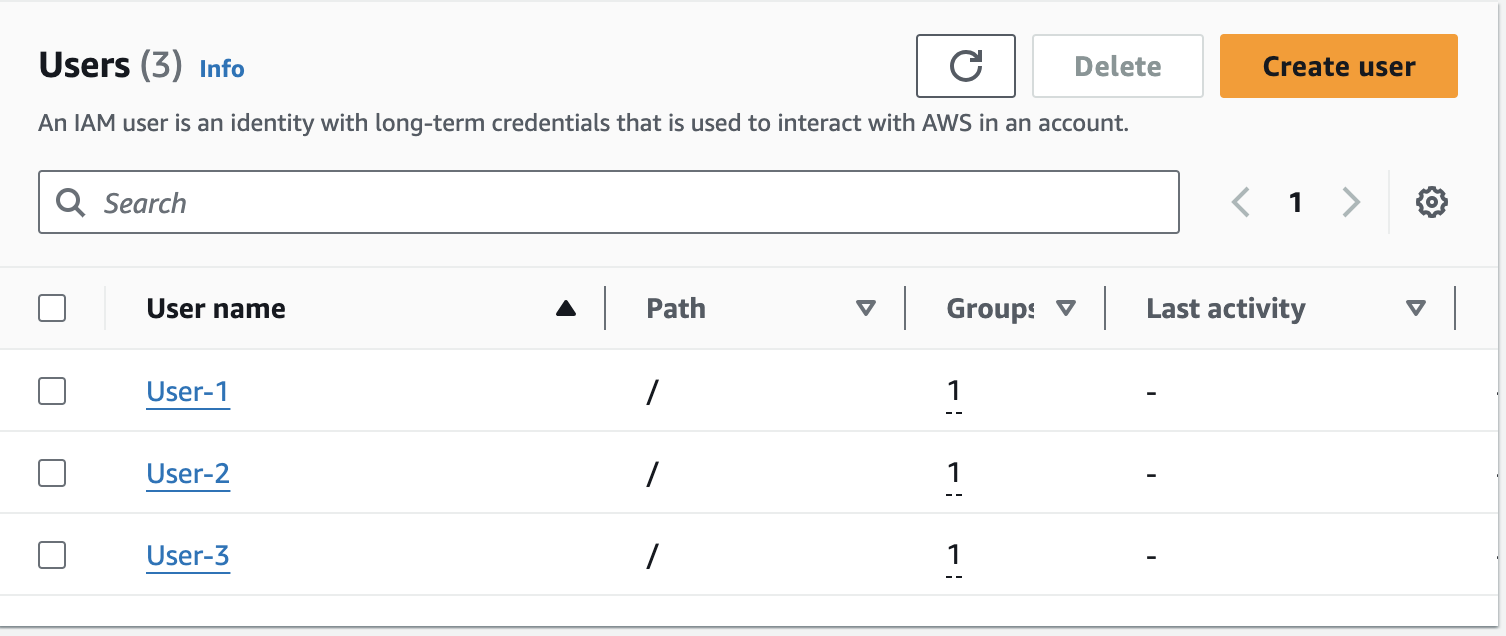 Users (3) Info
Delete
Create user
An IAM user is an identity with long-term credentials that is used to interact with AWS in an account.
Search
1
User name Path Groups Last activity
User-1 / 1 -
User-2 / 1 -
User-3 / 1 -